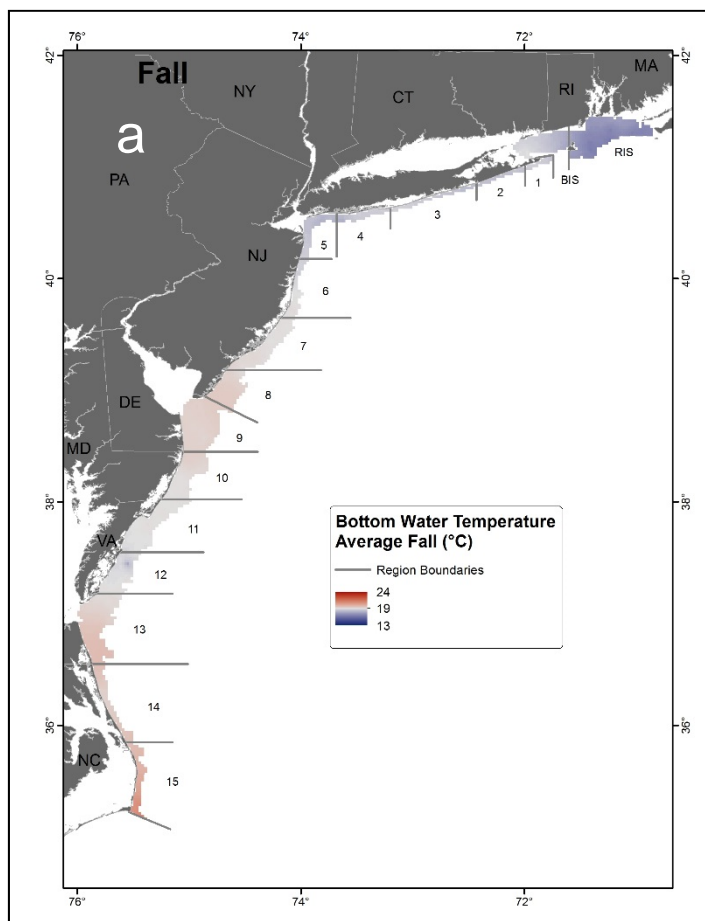 76°
74°
72°
42°
42°
Fall
a
MA
NY
CT
RI
PA
RIS
BIS
1
2
3
4
5
NJ
40°
40°
6
7
8
DE
9
MD
10
38°
38°
11
VA
12
13
14
36°
36°
NC
15
Bottom Water Temperature
Average Fall (°C)
Region Boundaries
24
19
13
76°
74°
72°